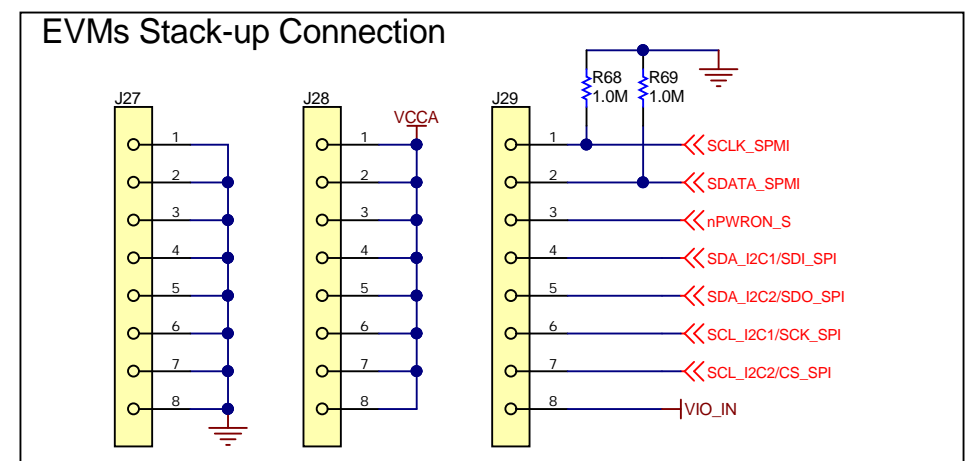 EVMs Stack-up Connection
J27
1
2
3
4
5
6
7
8
J28
VCCA
1
2
3
4
5
6
7
8
J29
R68
1.0M
R69
1.0M
1 SCLK_SPMI
2 SDATA_SPMI
3 nPWRON_S
4 SDA_I2C1/SDI_SPI
5 SDA_I2C2/SDO_SPI
6 SCL_I2C1/SCK_SPI
7 SCL_I2C2/CS_SPI
8 VIO_IN